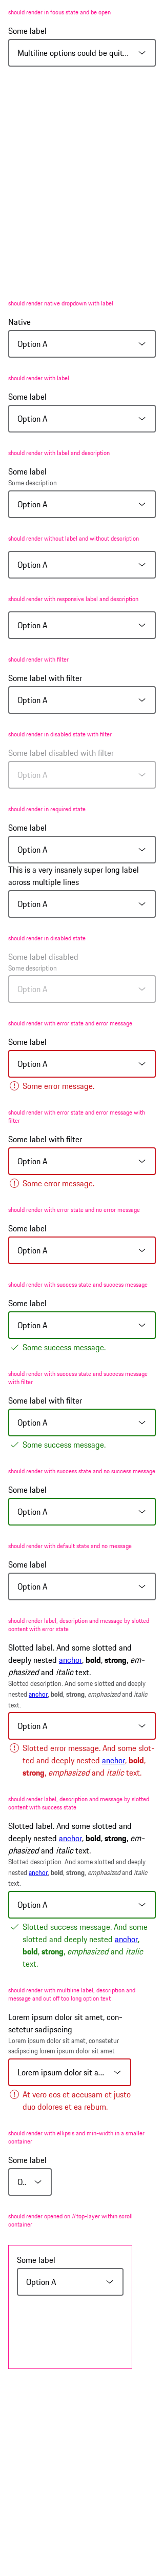 should render in focus state and be open
Some label
Multiline options could be quit...
should render native dropdown with label
Native
Option A
should render with label
Some label
Option A
should render with label and description
Some label
Some description
Option A
should render without label and without description
Option A
should render with responsive label and description
Option A
should render with filter
Some label with filter
Option A
should render in disabled state with filter
Some label disabled with filter
Option A
should render in required state
Some label
Option A
This is a very insanely super long label
across multiple lines
Option A
should render in disabled state
Some label disabled
Some description
Option A
should render with error state and error message
Some label
Option A
Some error message.
should render with error state and error message with
filter
Some label with filter
Option A
Some error message.
should render with error state and no error message
Some label
Option A
should render with success state and success message
Some label
Option A
Some success message.
should render with success state and success message
with filter
Some label with filter
Option A
Some success message.
should render with success state and no success message
Some label
Option A
should render with default state and no message
Some label
Option A
should render label, description and message by slotted
content with error state
Slotted label. And some slotted and
deeply nested anchor, bold, strong, em-
phasized and italic text.
Slotted description. And some slotted and deeply
nested anchor, bold, strong, emphasized and italic
text.
Option A
Slotted error message. And some slot-
ted and deeply nested anchor, bold,
strong, emphasized and italic text.
should render label, description and message by slotted
content with success state
Slotted label. And some slotted and
deeply nested anchor, bold, strong, em-
phasized and italic text.
Slotted description. And some slotted and deeply
nested anchor, bold, strong, emphasized and italic
text.
Option A
Slotted success message. And some
slotted and deeply nested anchor,
bold, strong, emphasized and italic
text.
should render with multiline label, description and
message and cut off too long option text
Lorem ipsum dolor sit amet, con-
setetur sadipscing
Lorem ipsum dolor sit amet, consetetur
sadipscing lorem ipsum dolor sit amet
Lorem ipsum dolor sit a...
At vero eos et accusam et justo
duo dolores et ea rebum.
should render with ellipsis and min-width in a smaller
container
Some label
O..
should render opened on #top-layer within scroll
container
Some label
Option A